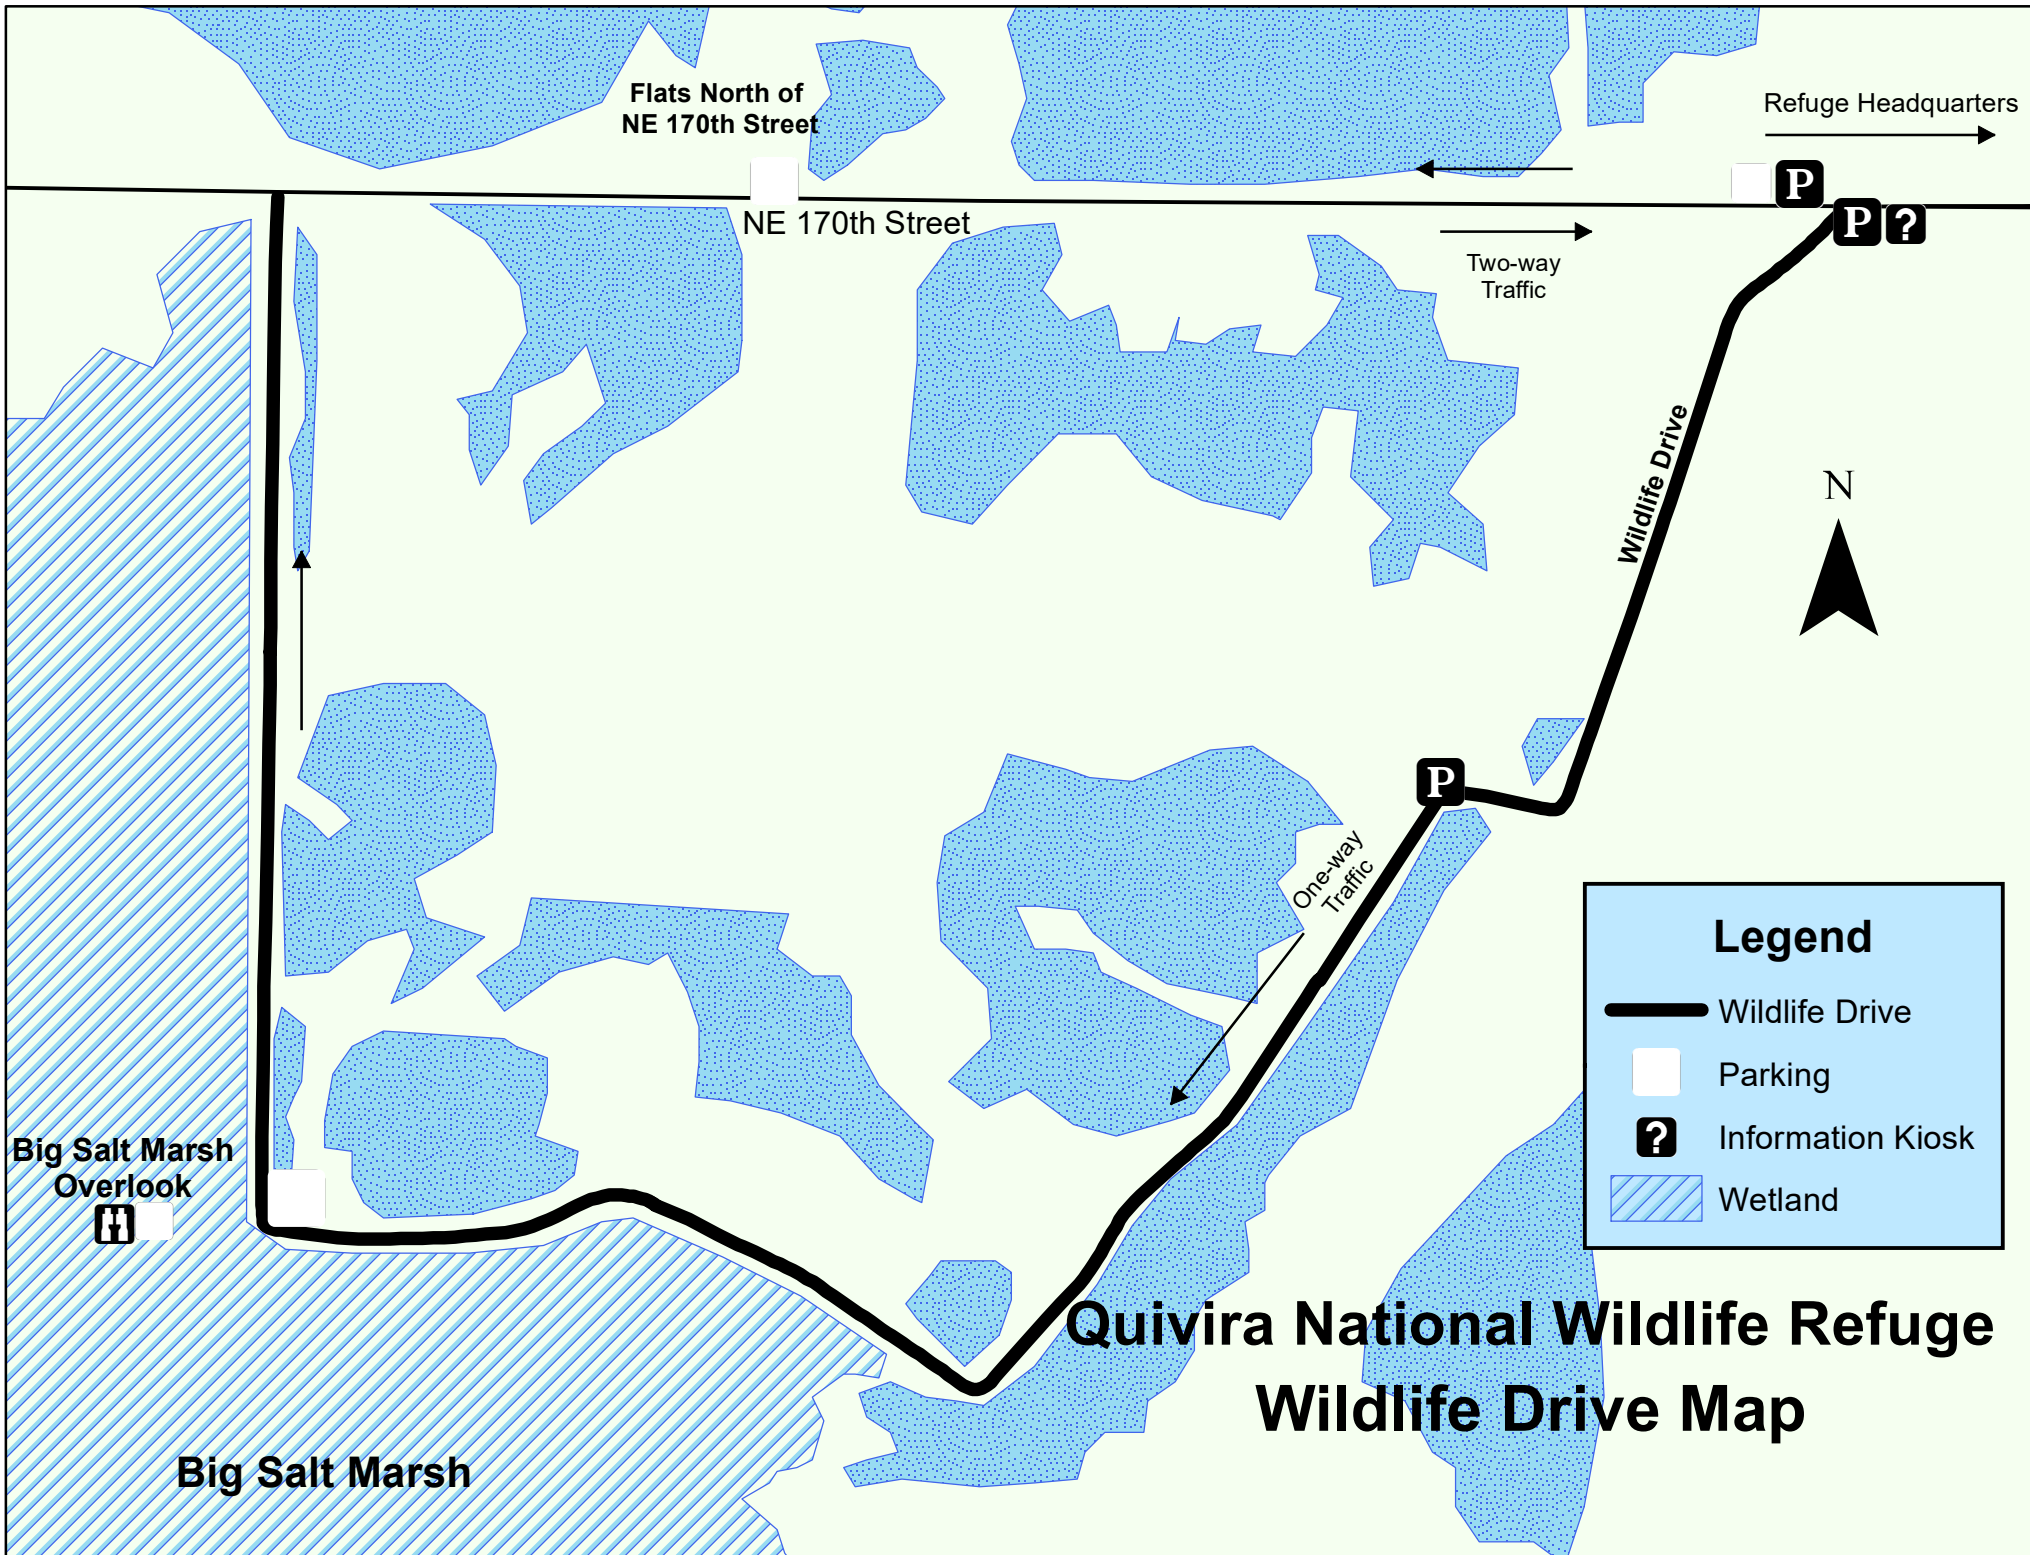 Flats North of
NE 170th Street
Refuge Headquarters
P
NE 170th Street
P ?
Two-way
Traffic
Wildlife Drive
N
P
One-way
Traffic
Legend
Wildlife Drive
Parking
? Information Kiosk
Wetland
Big Salt Marsh
Overlook
Quivira National Wildlife Refuge
Wildlife Drive Map
Big Salt Marsh